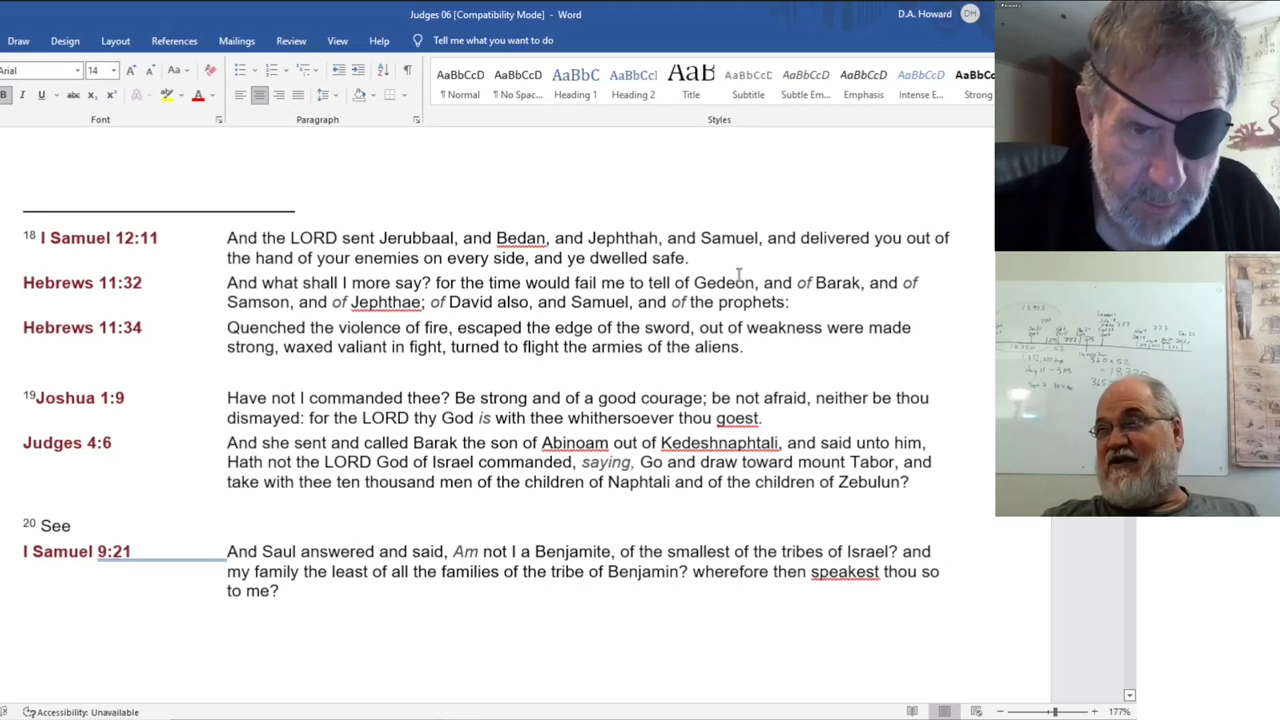 Judges 06 [Compatibility Mode] - Word
D.A. Howard DH
Draw Design Layout References Mailings Review View Help Tell me what you want to do
Arial 14 Aa
AaBbCcD AaBbCcD AaBbC AaBbCcD AaB AaBbCcD AaBbCcD AaBbCcD AaBbCcD AaBbCc
¶ Normal ¶ No Spac... Heading 1 Heading 2 Title Subtitle Subtle Em... Emphasis Intense E... Strong
Font Paragraph Styles
18 I Samuel 12:11 And the LORD sent Jerubbaal, and Bedan, and Jephthah, and Samuel, and delivered you out of
the hand of your enemies on every side, and ye dwelled safe.
Hebrews 11:32 And what shall I more say? for the time would fail me to tell of Gedeon, and of Barak, and of
Samson, and of Jephthae; of David also, and Samuel, and of the prophets:
Hebrews 11:34 Quenched the violence of fire, escaped the edge of the sword, out of weakness were made
strong, waxed valiant in fight, turned to flight the armies of the aliens.
19Joshua 1:9 Have not I commanded thee? Be strong and of a good courage; be not afraid, neither be thou
dismayed: for the LORD thy God is with thee whithersoever thou goest.
Judges 4:6 And she sent and called Barak the son of Abinoam out of Kedeshnaphtali, and said unto him,
Hath not the LORD God of Israel commanded, saying, Go and draw toward mount Tabor, and
take with thee ten thousand men of the children of Naphtali and of the children of Zebulun?
20 See
I Samuel 9:21 And Saul answered and said, Am not I a Benjamite, of the smallest of the tribes of Israel? and
my family the least of all the families of the tribe of Benjamin? wherefore then speakest thou so
to me?
Accessibility: Unavailable 177%